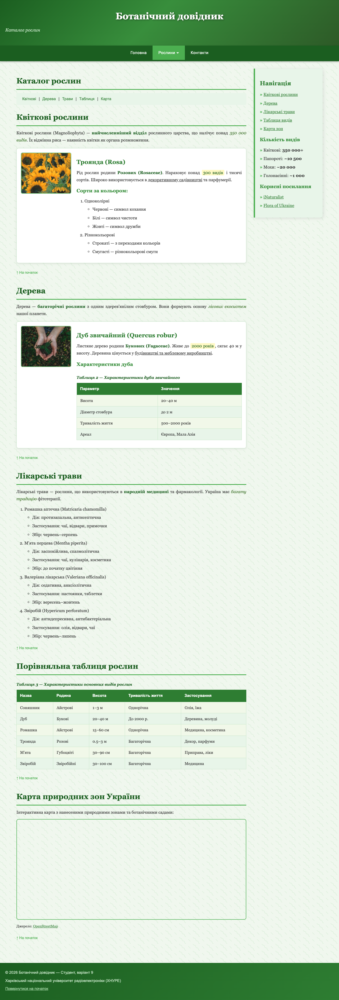 Ботанічний довідник
Каталог рослин
Головна Рослини Контакти
Каталог рослин
Квіткові | Дерева | Трави | Таблиця | Карта
Квіткові рослини
Квіткові рослини (Magnoliophyta) — найчисленніший відділ рослинного царства, що налічує понад 350 000
видів. Їх відмінна риса — наявність квітки як органа розмноження.
Троянда (Rosa)
Рід рослин родини Розових (Rosaceae). Нараховує понад 300 видів і тисячі
сортів. Широко використовується в декоративному садівництві та парфумерії.
Сорти за кольором:
1. Одноколірні
Червоні — символ кохання
Білі — символ чистоти
Жовті — символ дружби
2. Різнокольорові
Строкаті — з переходами кольорів
Смугасті — різнокольорові смуги
↑ На початок
Дерева
Дерева — багаторічні рослини з одним здерев'янілим стовбуром. Вони формують основу лісових екосистем
нашої планети.
Дуб звичайний (Quercus robur)
Листяне дерево родини Букових (Fagaceae). Живе до 2000 років , сягає 40 м у
висоту. Деревина цінується у будівництві та меблевому виробництві.
Характеристики дуба
Таблиця 2 — Характеристики дуба звичайного
Параметр Значення
Висота 20–40 м
Діаметр стовбура до 2 м
Тривалість життя 500–2000 років
Ареал Європа, Мала Азія
↑ На початок
Лікарські трави
Лікарські трави — рослини, що використовуються в народній медицині та фармакології. Україна має багату
традицію фітотерапії.
1. Ромашка аптечна (Matricaria chamomilla)
Дія: протизапальна, антисептична
Застосування: чаї, відвари, примочки
Збір: червень–серпень
2. М'ята перцева (Mentha piperita)
Дія: заспокійлива, спазмолітична
Застосування: чаї, кулінарія, косметика
Збір: до початку цвітіння
3. Валеріана лікарська (Valeriana officinalis)
Дія: седативна, анксіолітична
Застосування: настоянки, таблетки
Збір: вересень–жовтень
4. Звіробій (Hypericum perforatum)
Дія: антидепресивна, антибактеріальна
Застосування: олія, відвари, чаї
Збір: червень–липень
↑ На початок
Порівняльна таблиця рослин
Таблиця 3 — Характеристики основних видів рослин
Назва Родина Висота Тривалість життя Застосування
Соняшник Айстрові 1–3 м Однорічна Олія, їжа
Дуб Букові 20–40 м До 2000 р. Деревина, жолуді
Ромашка Айстрові 15–60 см Однорічна Медицина, косметика
Троянда Розові 0.5–3 м Багаторічна Декор, парфуми
М'ята Губоцвіті 30–90 см Багаторічна Приправа, ліки
Звіробій Звіробійні 30–100 см Багаторічна Медицина
↑ На початок
Карта природних зон України
Інтерактивна карта з нанесеними природними зонами та ботанічними садами:
Джерело: OpenStreetMap
↑ На початок
Навігація
» Квіткові рослини
» Дерева
» Лікарські трави
» Таблиця видів
» Карта зон
Кількість видів
» Квіткові: 350 000+
» Папороті: ~10 500
» Мохи: ~20 000
» Голонасінні: ~1 000
Корисні посилання
» iNaturalist
» Flora of Ukraine
© 2026 Ботанічний довідник — Студент, варіант 9
Харківський національний університет радіоелектроніки (ХНУРЕ)
Повернутися на початок